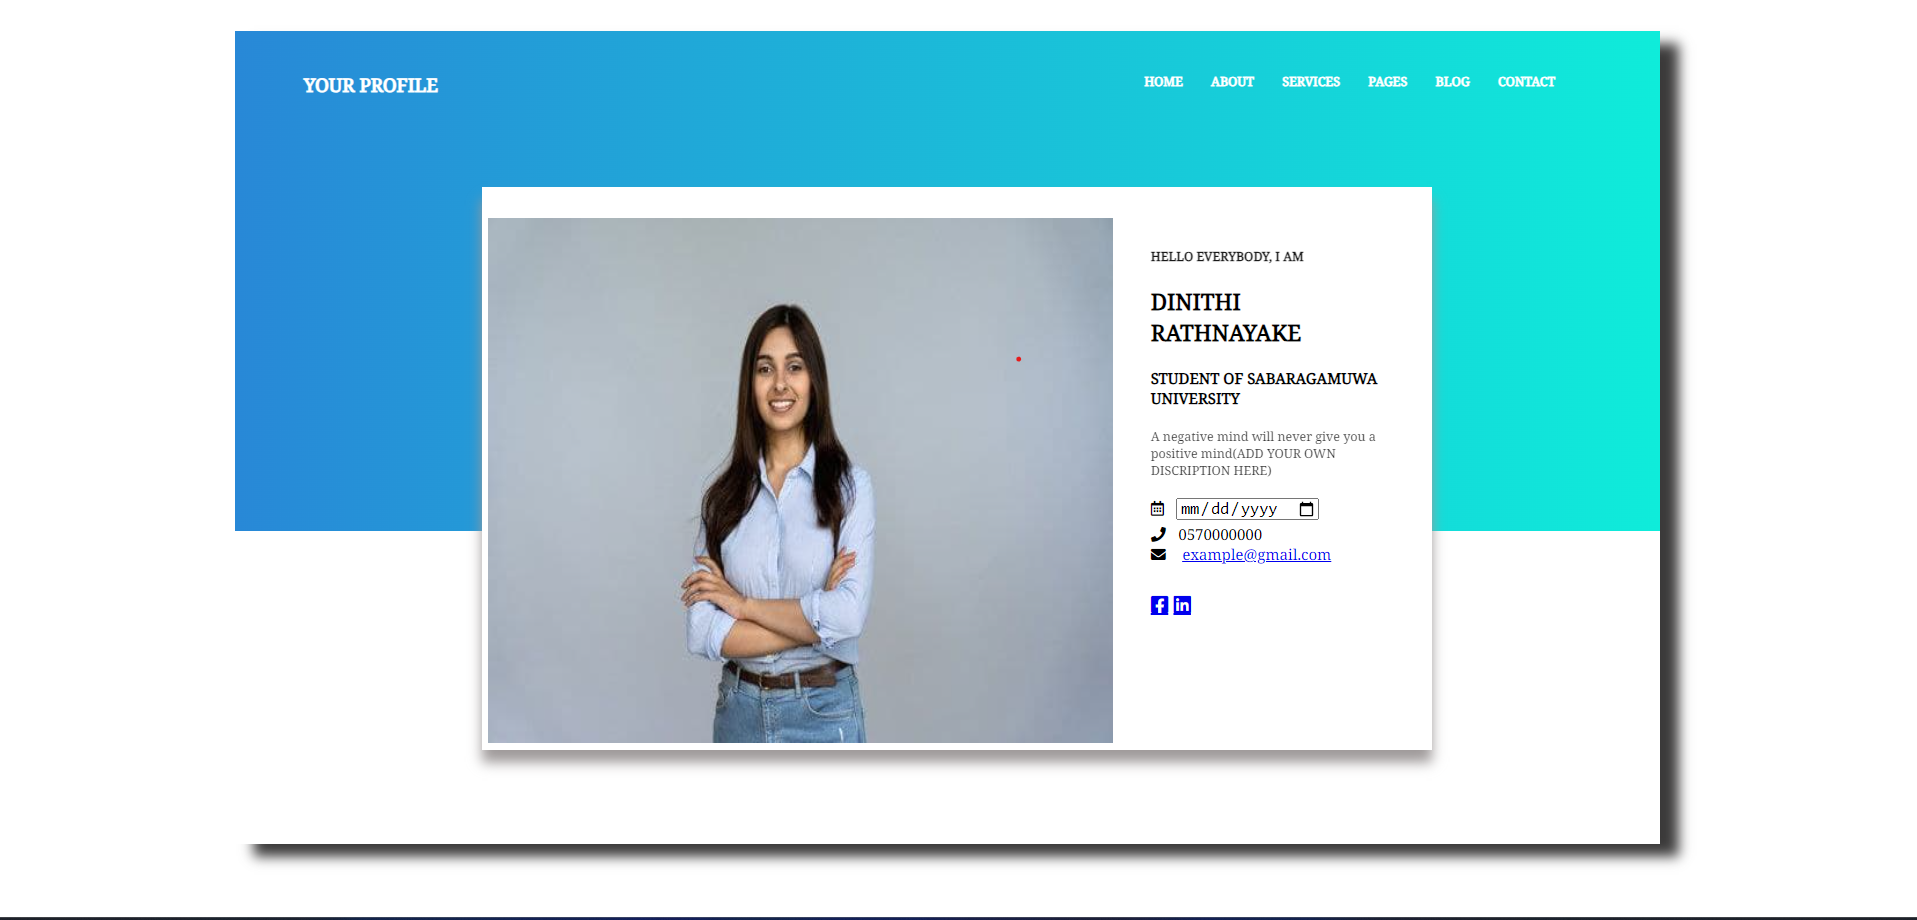 YOUR PROFILE
HOME ABOUT SERVICES PAGES BLOG CONTACT
HELLO EVERYBODY, I AM
DINITHI
RATHNAYAKE
STUDENT OF SABARAGAMUWA
UNIVERSITY
A negative mind will never give you a
positive mind(ADD YOUR OWN
DISCRIPTION HERE)
mm/dd/yyyy
0570000000
example@gmail.com